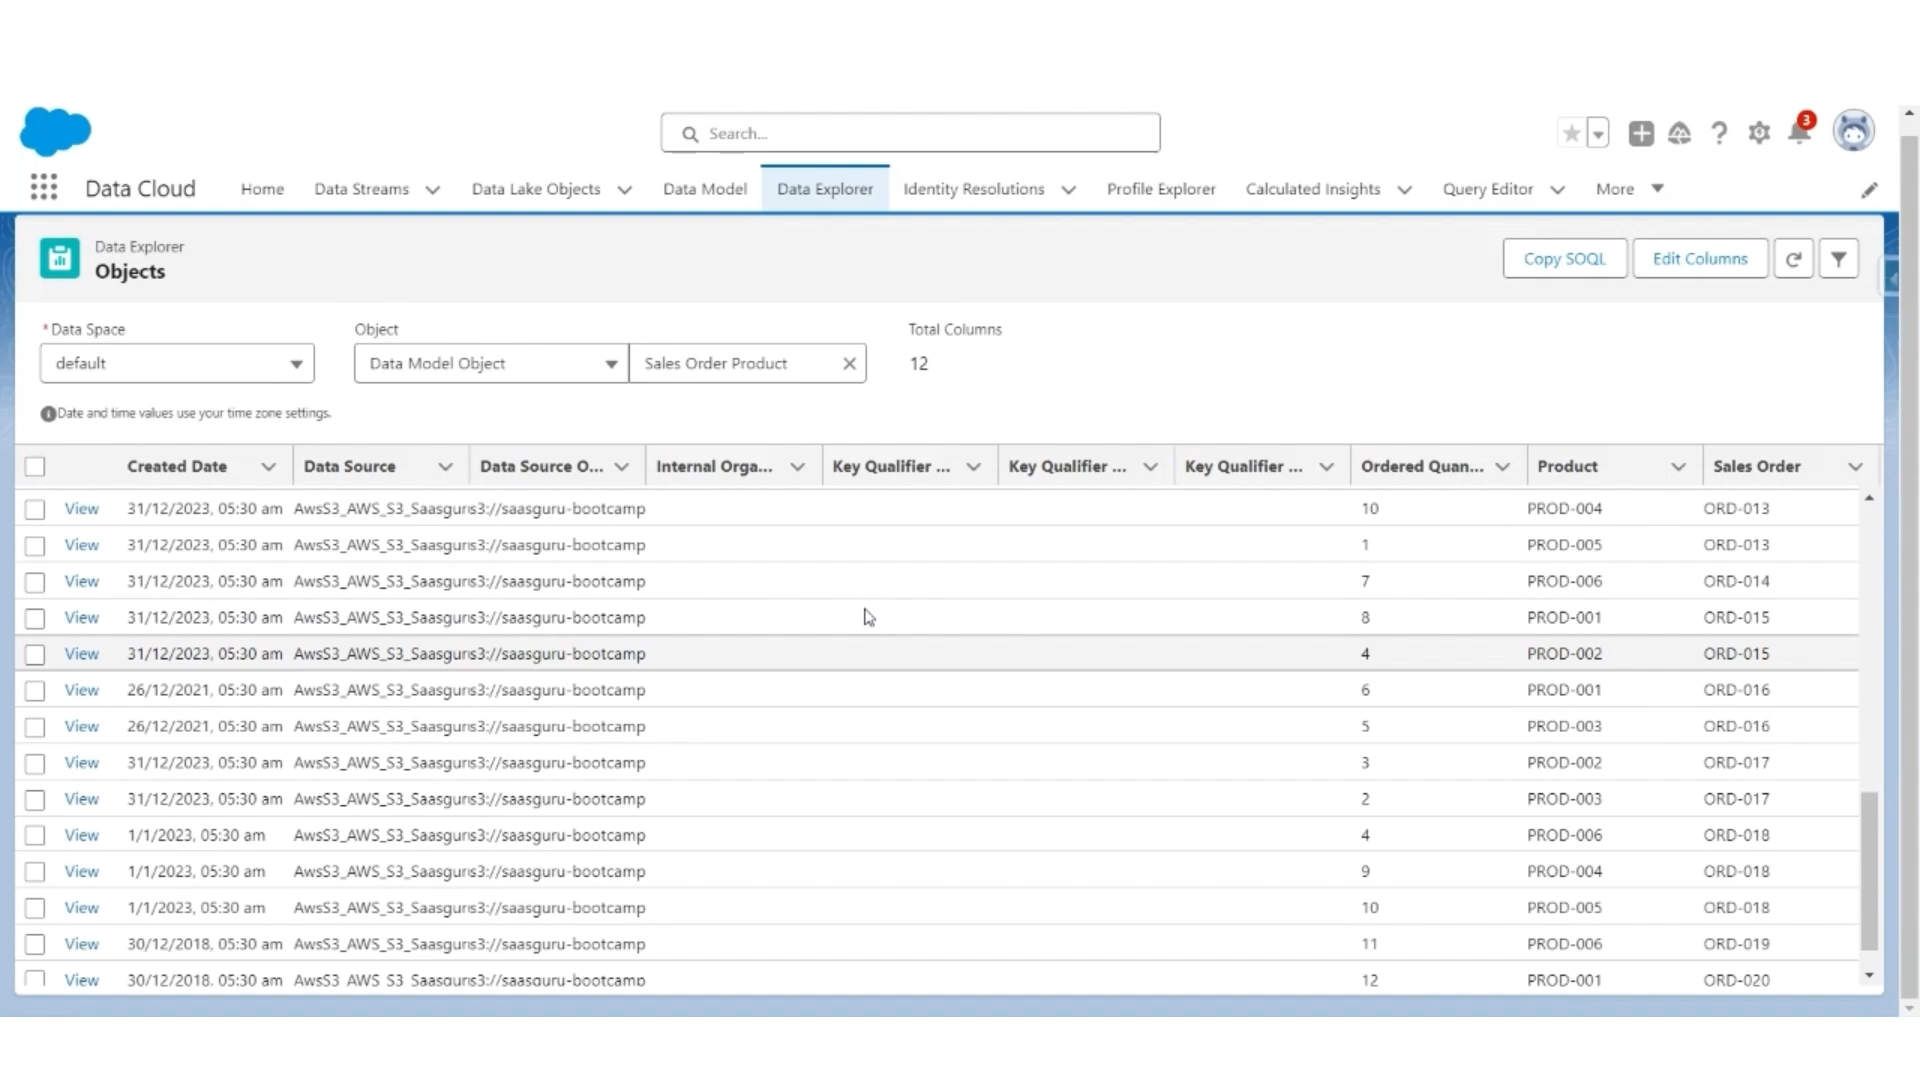 Search...
3
Data Cloud Home Data Streams Data Lake Objects Data Model Data Explorer Identity Resolutions Profile Explorer Calculated Insights Query Editor More
Data Explorer
Objects
Copy SOQL Edit Columns
* Data Space Object Total Columns
default Data Model Object Sales Order Product 12
Date and time values use your time zone settings.
Created Date Data Source Data Source O... Internal Orga... Key Qualifier ... Key Qualifier ... Key Qualifier ... Ordered Quan... Product Sales Order
View 31/12/2023, 05:30 am AwsS3_AWS_S3_Saasgurus3://saasguru-bootcamp 10 PROD-004 ORD-013
View 31/12/2023, 05:30 am AwsS3_AWS_S3_Saasgurus3://saasguru-bootcamp 1 PROD-005 ORD-013
View 31/12/2023, 05:30 am AwsS3_AWS_S3_Saasgurus3://saasguru-bootcamp 7 PROD-006 ORD-014
View 31/12/2023, 05:30 am AwsS3_AWS_S3_Saasgurus3://saasguru-bootcamp 8 PROD-001 ORD-015
View 31/12/2023, 05:30 am AwsS3_AWS_S3_Saasgurus3://saasguru-bootcamp 4 PROD-002 ORD-015
View 26/12/2021, 05:30 am AwsS3_AWS_S3_Saasgurus3://saasguru-bootcamp 6 PROD-001 ORD-016
View 26/12/2021, 05:30 am AwsS3_AWS_S3_Saasgurus3://saasguru-bootcamp 5 PROD-003 ORD-016
View 31/12/2023, 05:30 am AwsS3_AWS_S3_Saasgurus3://saasguru-bootcamp 3 PROD-002 ORD-017
View 31/12/2023, 05:30 am AwsS3_AWS_S3_Saasgurus3://saasguru-bootcamp 2 PROD-003 ORD-017
View 1/1/2023, 05:30 am AwsS3_AWS_S3_Saasgurus3://saasguru-bootcamp 4 PROD-006 ORD-018
View 1/1/2023, 05:30 am AwsS3_AWS_S3_Saasgurus3://saasguru-bootcamp 9 PROD-004 ORD-018
View 1/1/2023, 05:30 am AwsS3_AWS_S3_Saasgurus3://saasguru-bootcamp 10 PROD-005 ORD-018
View 30/12/2018, 05:30 am AwsS3_AWS_S3_Saasgurus3://saasguru-bootcamp 11 PROD-006 ORD-019
View 30/12/2018, 05:30 am AwsS3_AWS_S3_Saasgurus3://saasguru-bootcamp 12 PROD-001 ORD-020